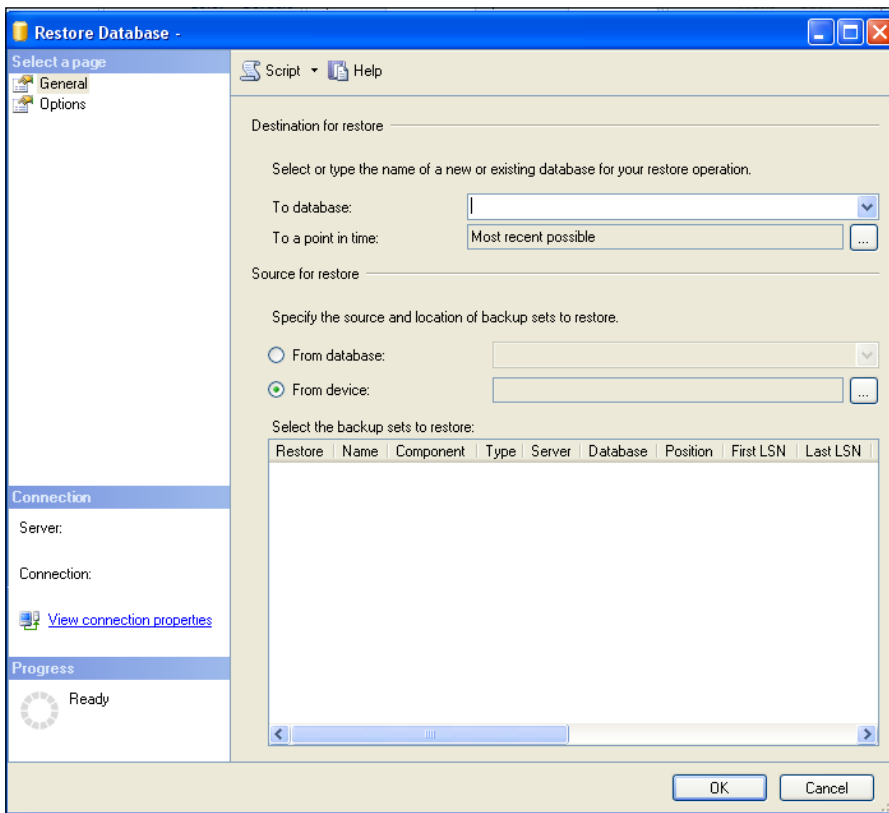 Restore Database -
Select a page
General
Options
Script Help
Destination for restore
Select or type the name of a new or existing database for your restore operation.
To database:
To a point in time: Most recent possible ...
Source for restore
Specify the source and location of backup sets to restore.
From database:
From device: ...
Select the backup sets to restore:
Restore Name Component Type Server Database Position First LSN Last LSN
Connection
Server:
Connection:
View connection properties
Progress
Ready
OK Cancel